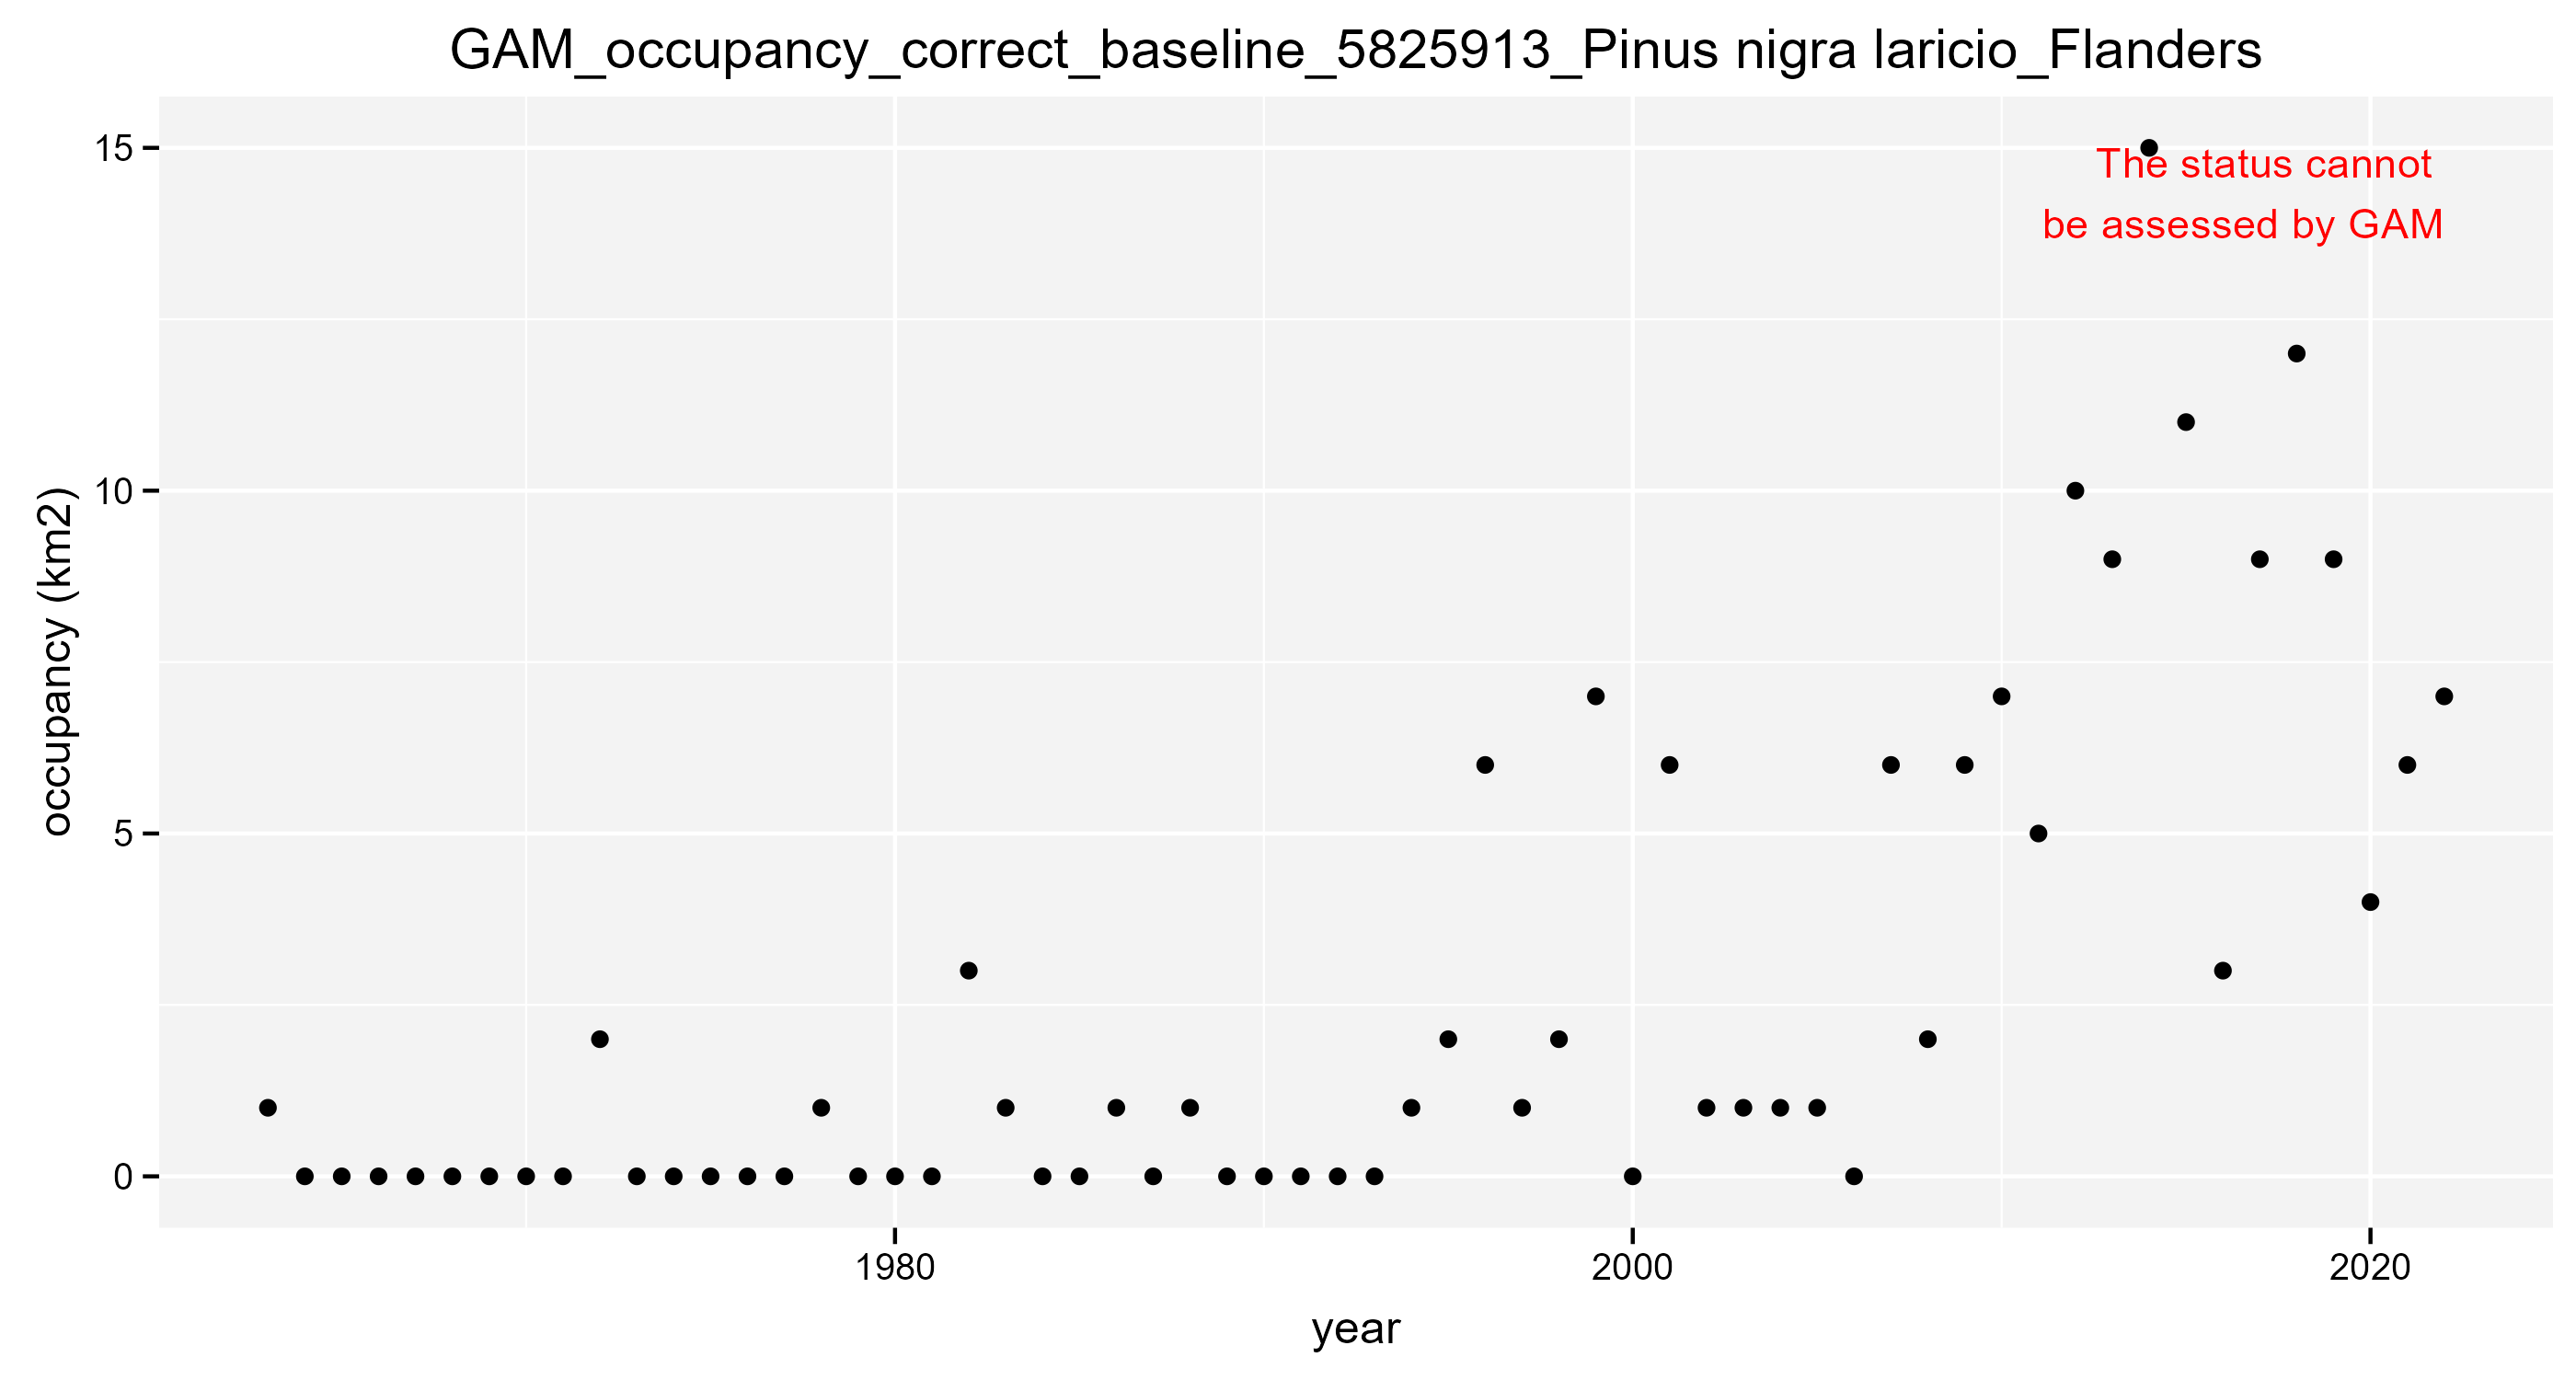 GAM_occupancy_correct_baseline_5825913_Pinus nigra laricio_Flanders
15
The status cannot
be assessed by GAM
10
occupancy (km2)
5
0
1980 2000 2020
year